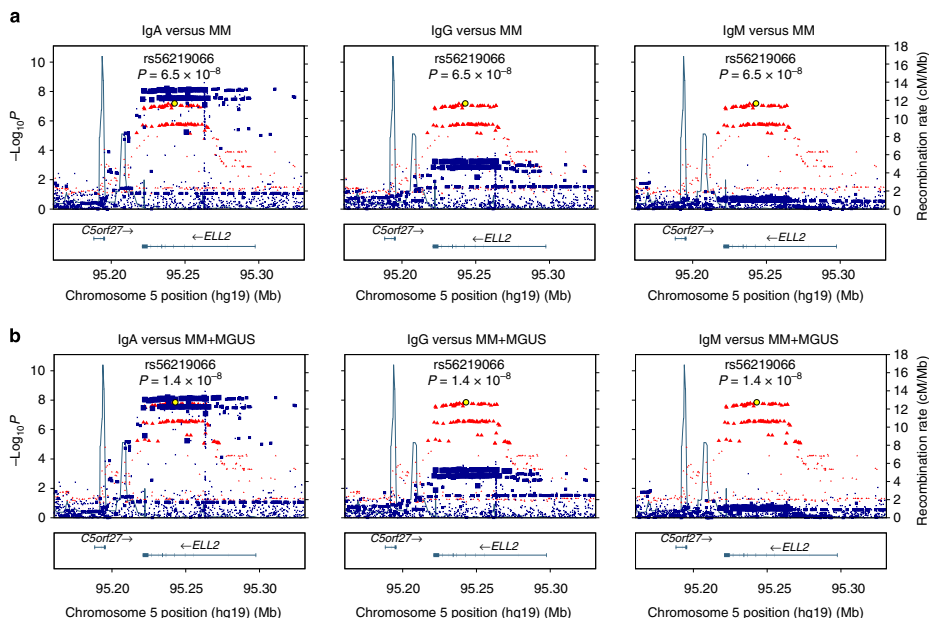 a
IgA versus MM
IgG versus MM
IgM versus MM
rs56219066
P = 6.5 × 10⁻⁸
rs56219066
P = 6.5 × 10⁻⁸
rs56219066
P = 6.5 × 10⁻⁸
–Log₁₀P
10
8
6
4
2
0
18
16
14
12
10
8
6
4
2
0
Recombination rate (cM/Mb)
C5orf27→
←ELL2
C5orf27→
←ELL2
C5orf27→
←ELL2
95.20 95.25 95.30
95.20 95.25 95.30
95.20 95.25 95.30
Chromosome 5 position (hg19) (Mb)
Chromosome 5 position (hg19) (Mb)
Chromosome 5 position (hg19) (Mb)
b
IgA versus MM+MGUS
IgG versus MM+MGUS
IgM versus MM+MGUS
rs56219066
P = 1.4 × 10⁻⁸
rs56219066
P = 1.4 × 10⁻⁸
rs56219066
P = 1.4 × 10⁻⁸
–Log₁₀P
10
8
6
4
2
0
18
16
14
12
10
8
6
4
2
0
Recombination rate (cM/Mb)
C5orf27→
←ELL2
C5orf27→
←ELL2
C5orf27→
←ELL2
95.20 95.25 95.30
95.20 95.25 95.30
95.20 95.25 95.30
Chromosome 5 position (hg19) (Mb)
Chromosome 5 position (hg19) (Mb)
Chromosome 5 position (hg19) (Mb)